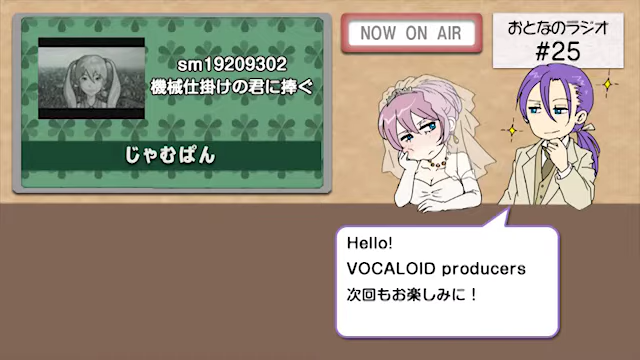 sm19209302
機械仕掛けの君に捧ぐ
じゃむぱん
NOW ON AIR
おとなのラジオ
#25
Hello!
VOCALOID producers
次回もお楽しみに！